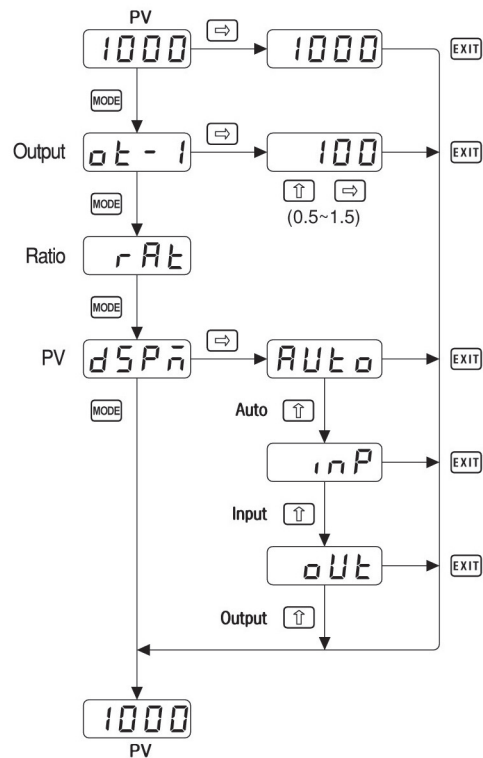 PV
1000 ⇨ 1000 EXIT
MODE
Output ot-1 ⇨ 100 EXIT
⇧ ⇨
MODE
(0.5~1.5)
Ratio rAt
MODE
PV dSPm ⇨ AUto EXIT
MODE
Auto ⇧
inP EXIT
Input ⇧
oUt EXIT
Output ⇧
1000
PV